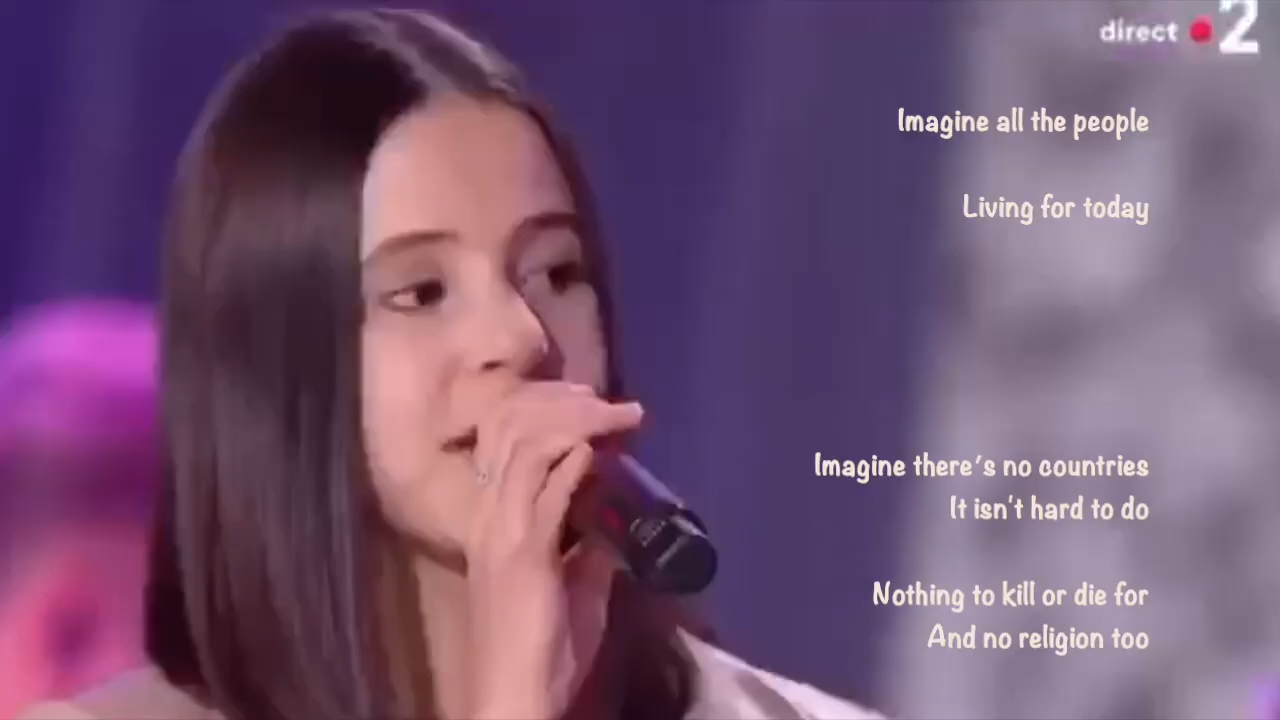 direct 2
Imagine all the people
Living for today
Imagine there's no countries
It isn't hard to do
Nothing to kill or die for
And no religion too